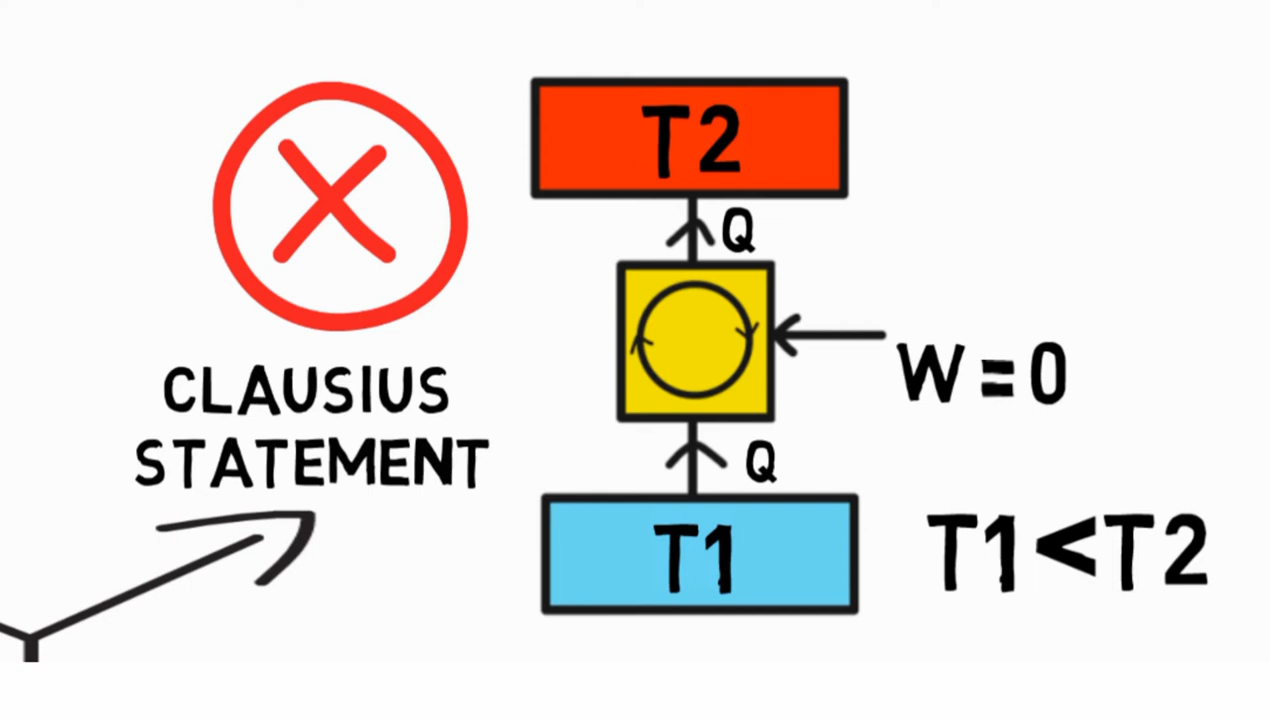 T2
Q
CLAUSIUS
STATEMENT
W = 0
Q
T1
T1<T2